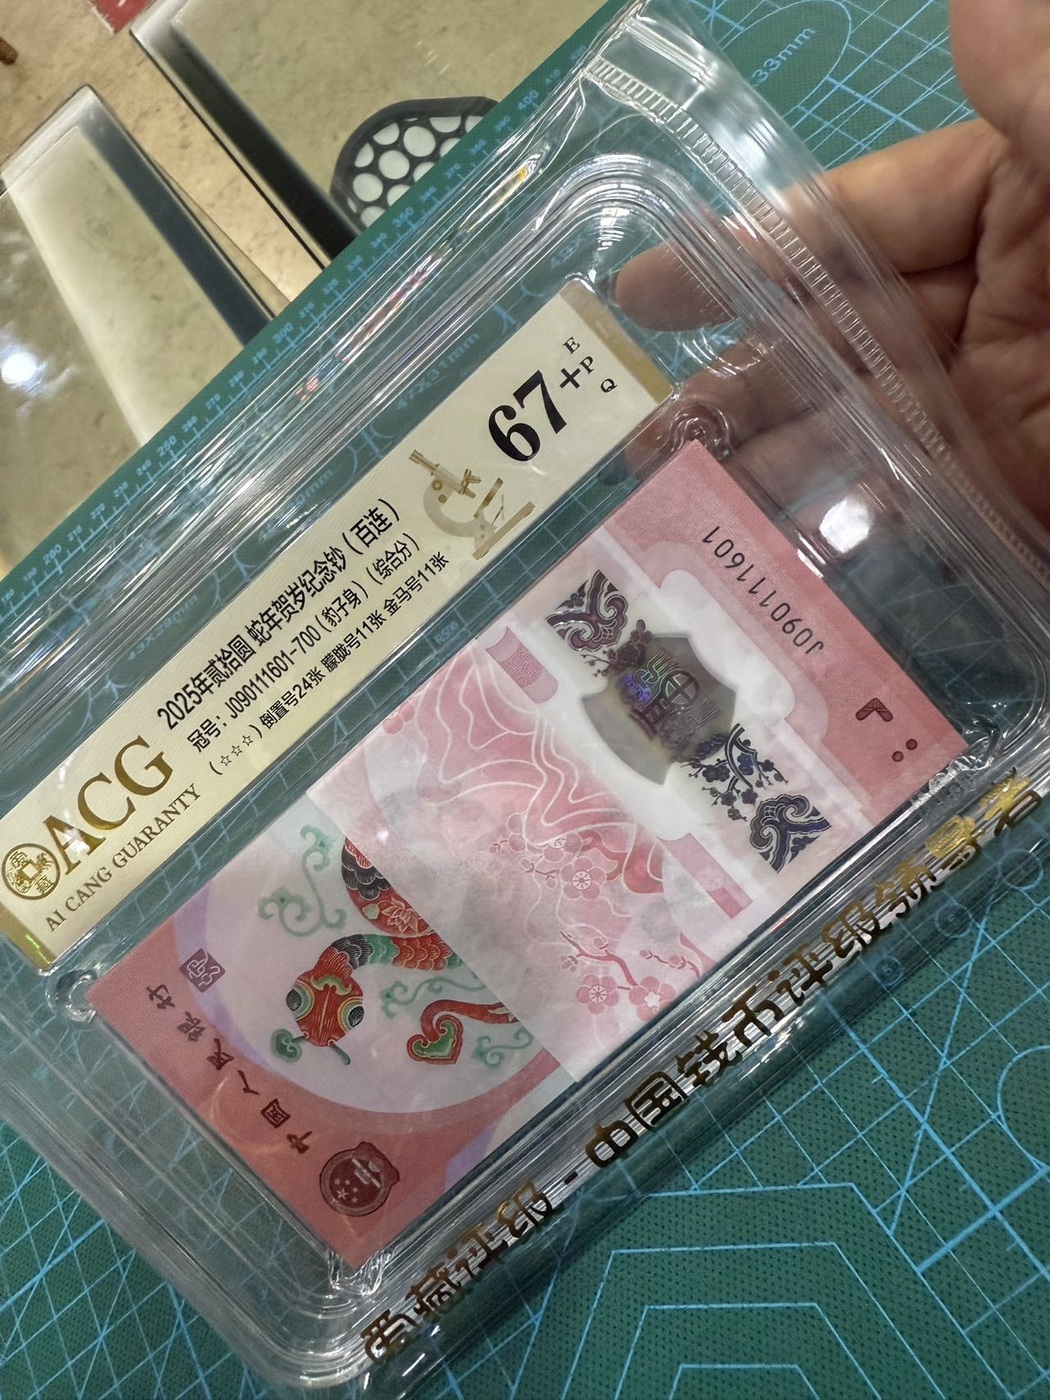 ACG
AI CANG GUARANTY
2025年贰拾圆 蛇年贺岁纪念钞（百连）
冠号：J090111601-700（豹子身）（综合分）
（☆☆☆）倒置号24张 朦胧号11张 金马号11张
67+
E
P
Q
J090111601
中国人民银行
爱藏评级-中国钱币评级领导者